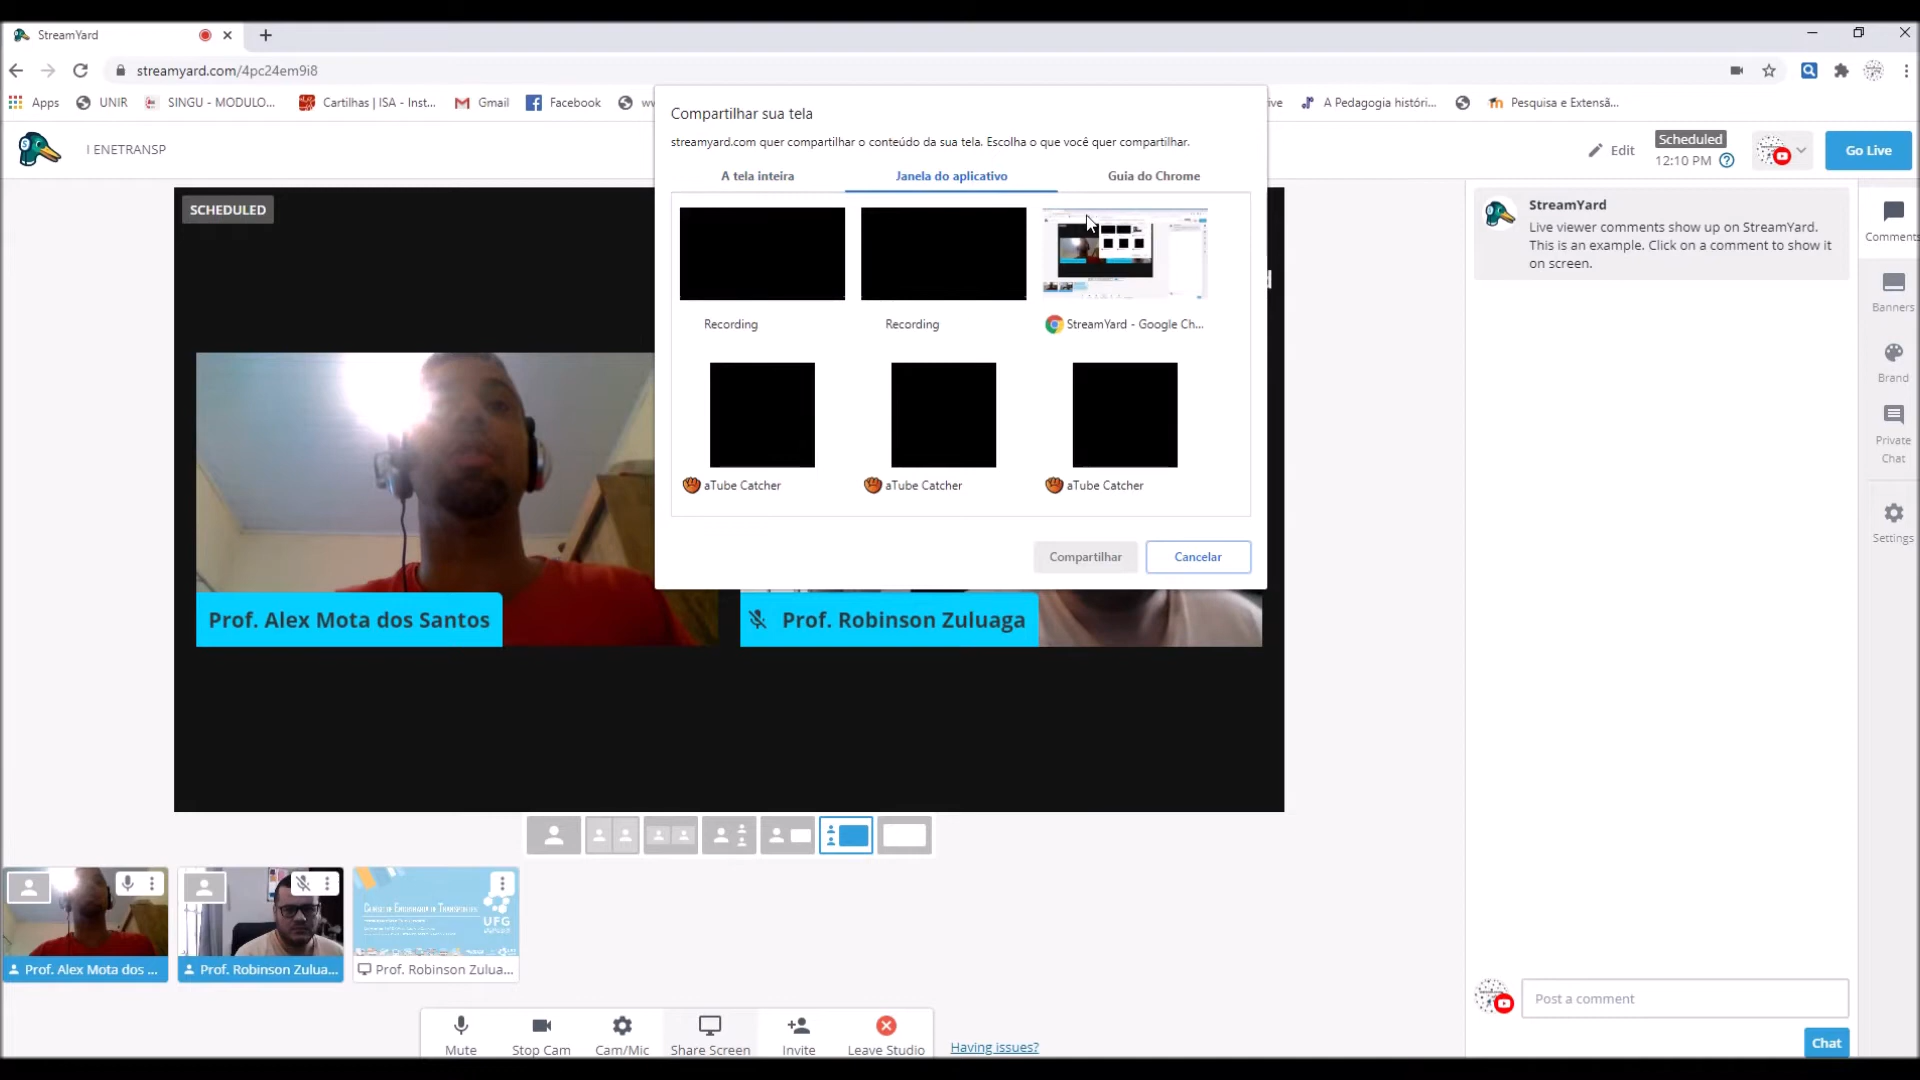 StreamYard
streamyard.com/4pc24em9i8
Apps
UNIR
SINGU - MODULO...
Cartilhas | ISA - Inst...
Gmail
Facebook
A Pedagogia históri...
Pesquisa e Extensã...
I ENETRANSP
Edit
Scheduled
12:10 PM
Go Live
Compartilhar sua tela
streamyard.com quer compartilhar o conteúdo da sua tela. Escolha o que você quer compartilhar.
A tela inteira
Janela do aplicativo
Guia do Chrome
Recording
Recording
StreamYard - Google Ch...
aTube Catcher
aTube Catcher
aTube Catcher
Compartilhar
Cancelar
SCHEDULED
Prof. Alex Mota dos Santos
Prof. Robinson Zuluaga
StreamYard
Live viewer comments show up on StreamYard.
This is an example. Click on a comment to show it
on screen.
Comments
Banners
Brand
Private
Chat
Settings
UFG
Prof. Alex Mota dos ...
Prof. Robinson Zulua...
Prof. Robinson Zulua...
Mute
Stop Cam
Cam/Mic
Share Screen
Invite
Leave Studio
Having issues?
Post a comment
Chat